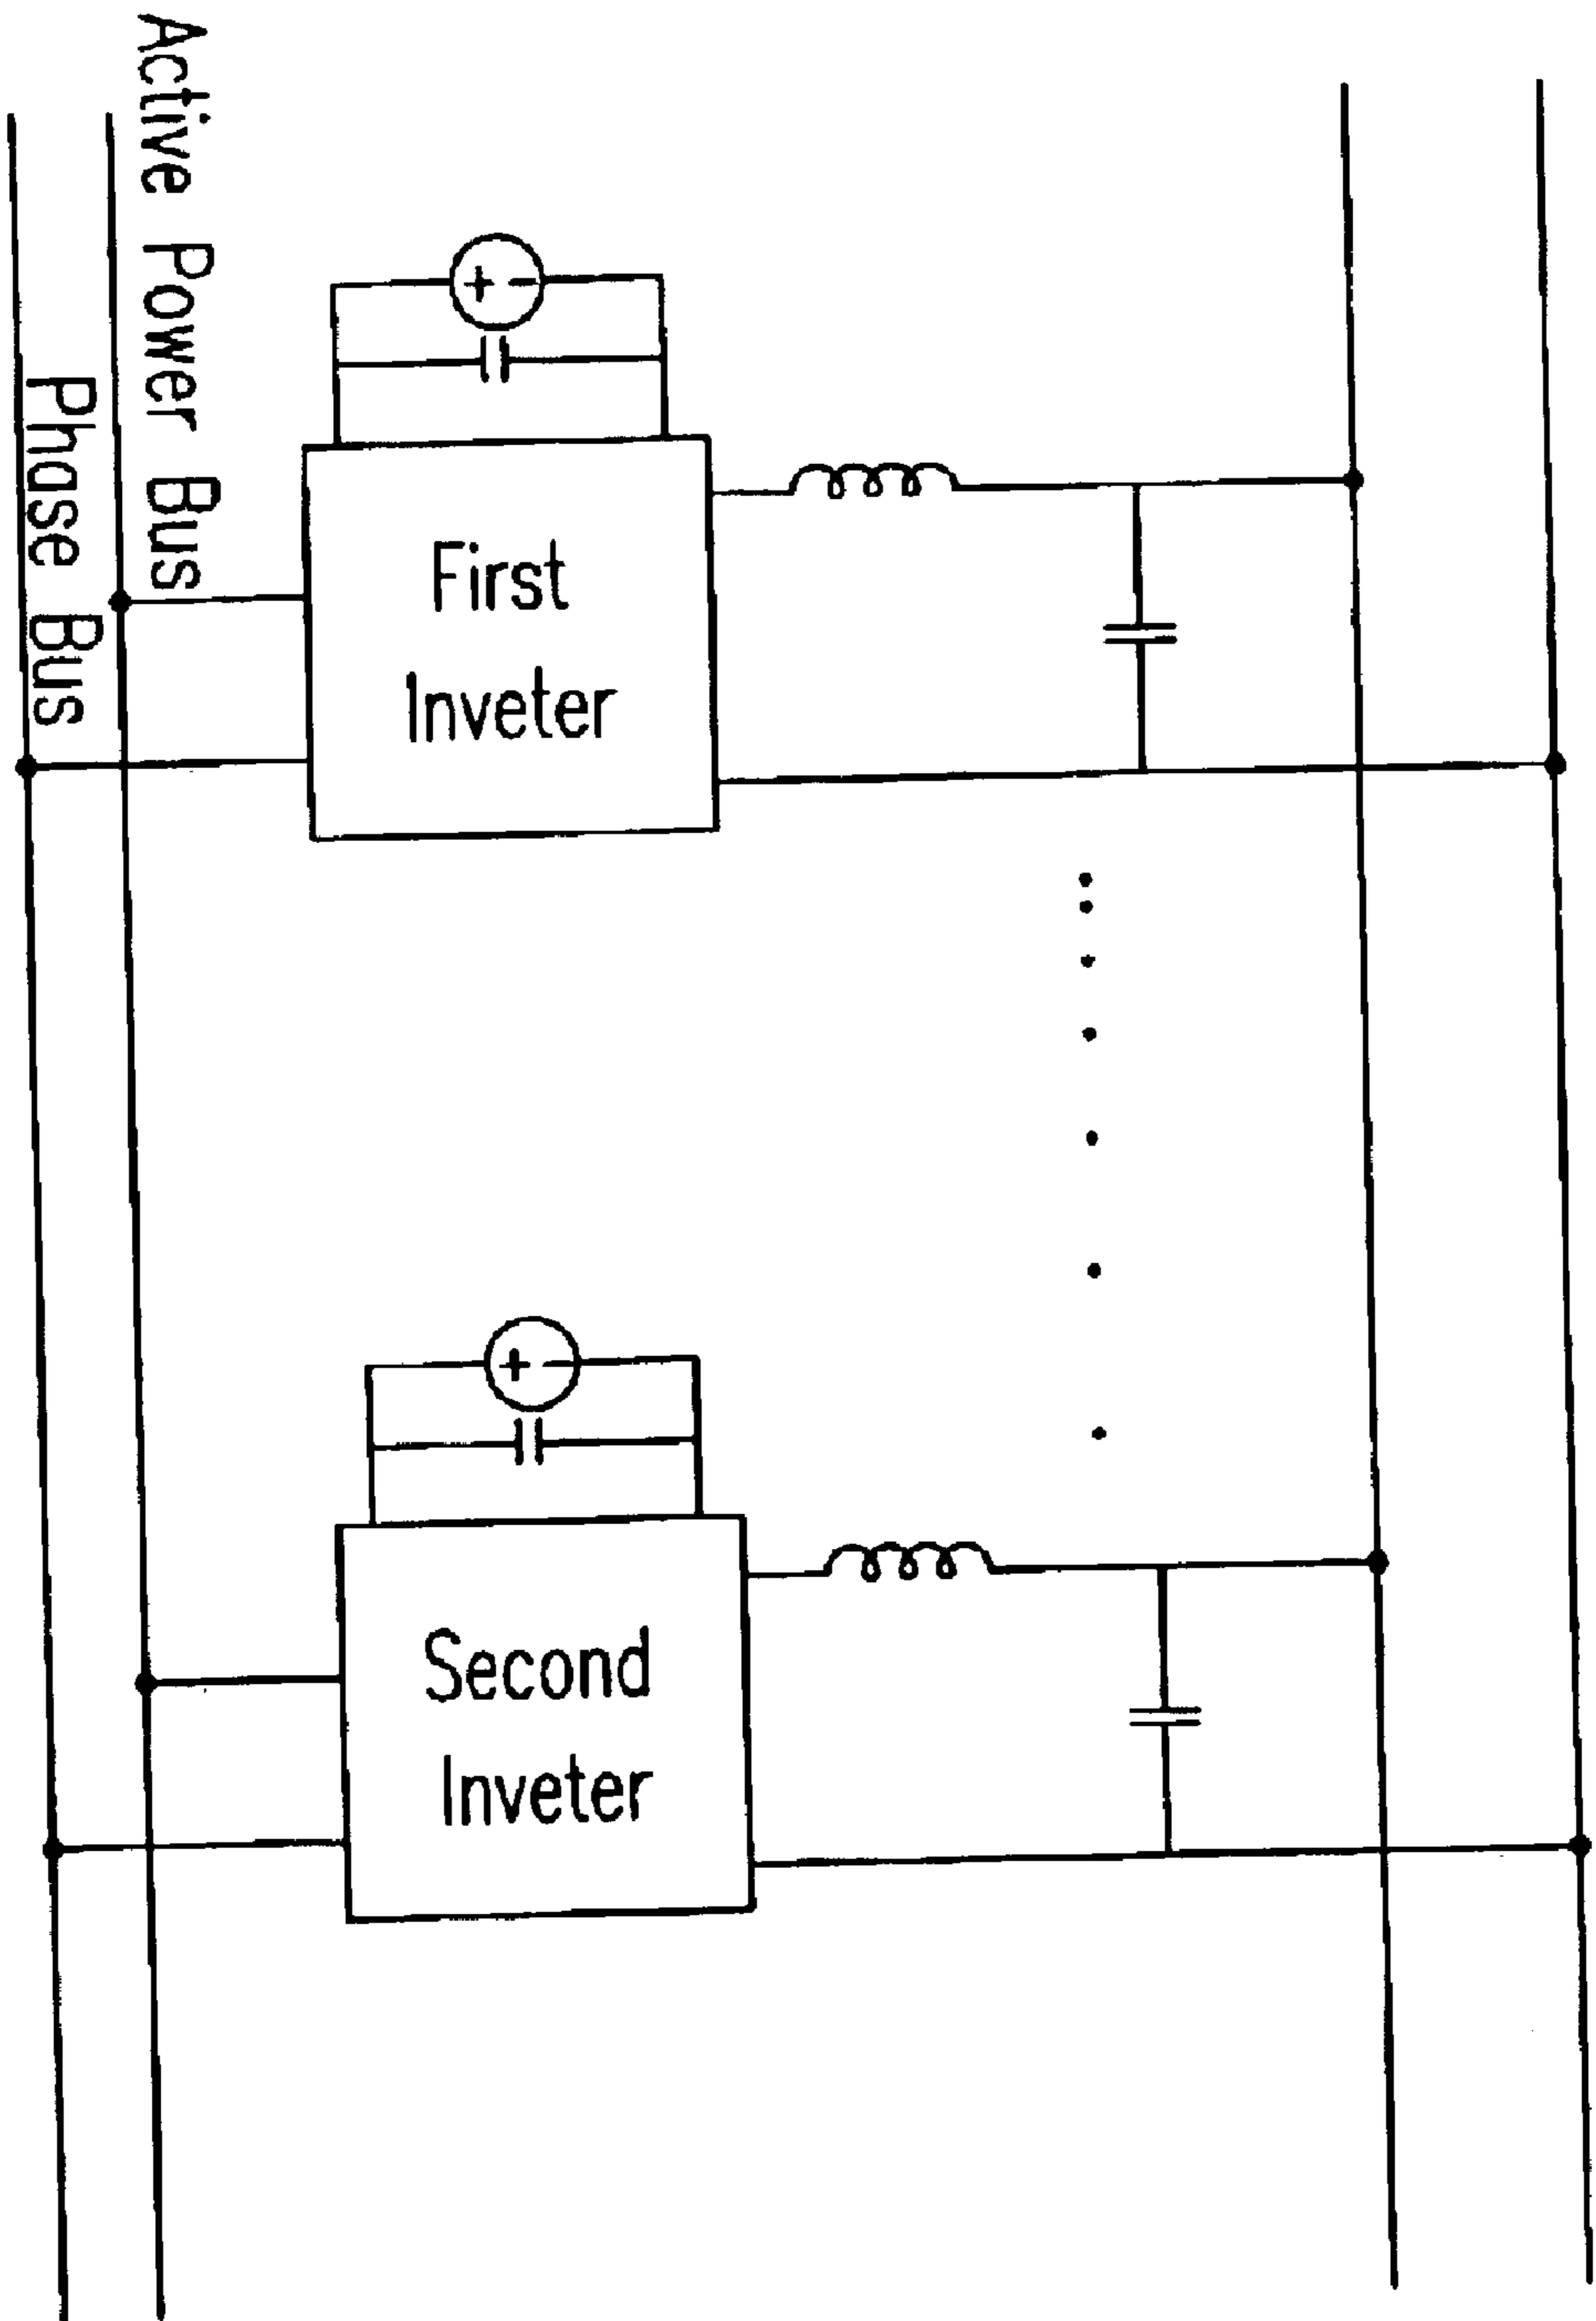 Active Power Bus
Phase Bus
First
Inveter
Second
Inveter